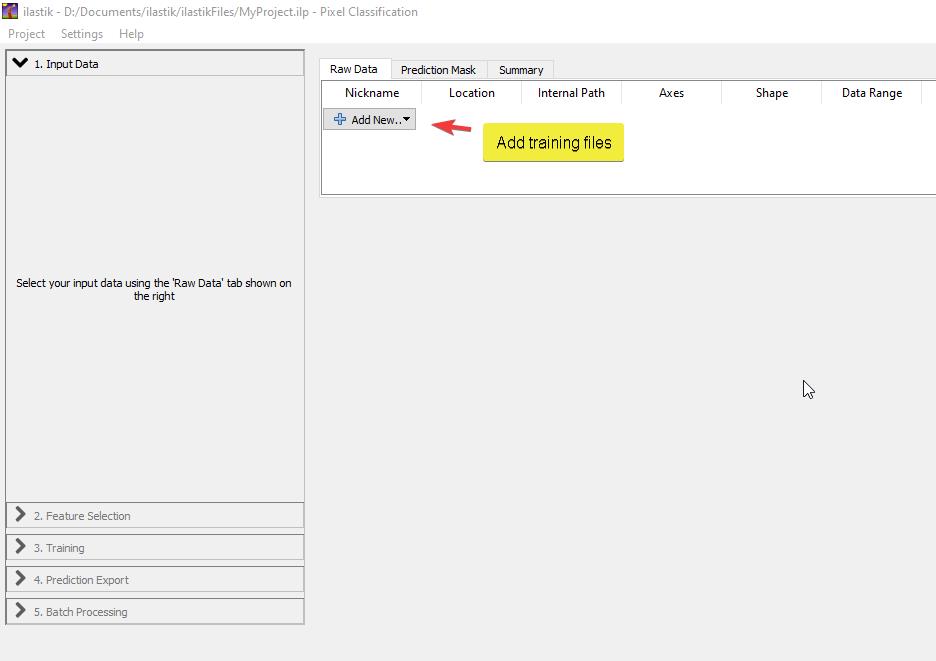 ilastik - D:/Documents/ilastik/ilastikFiles/MyProject.ilp - Pixel Classification
Project Settings Help
1. Input Data
Raw Data Prediction Mask Summary
Nickname Location Internal Path Axes Shape Data Range
Add New...
Add training files
Select your input data using the 'Raw Data' tab shown on
the right
2. Feature Selection
3. Training
4. Prediction Export
5. Batch Processing